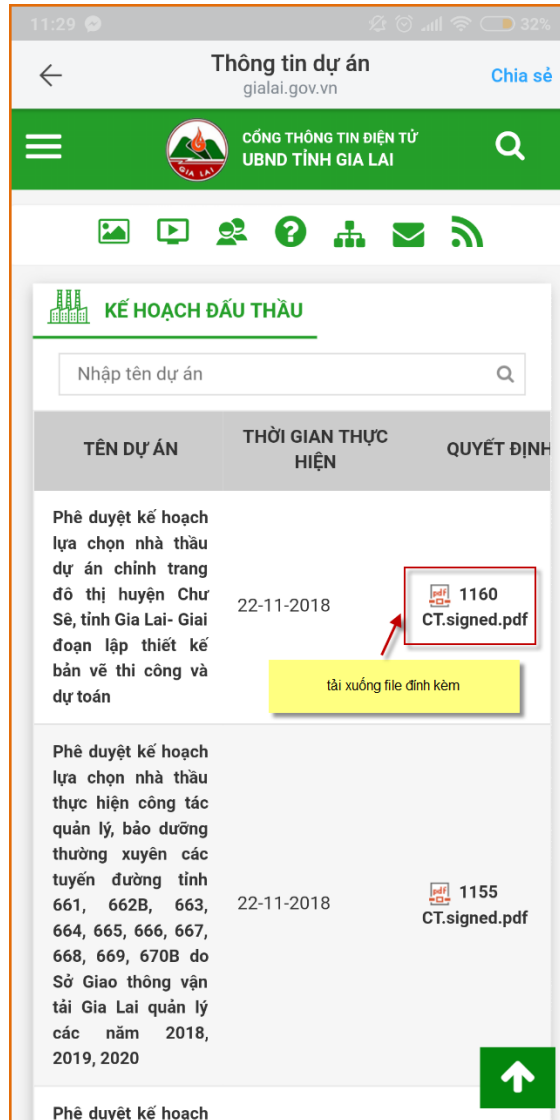 11:29
32%
Thông tin dự án
gialai.gov.vn
Chia sẻ
GIA LAI
CỔNG THÔNG TIN ĐIỆN TỬ
UBND TỈNH GIA LAI
KẾ HOẠCH ĐẤU THẦU
Nhập tên dự án
TÊN DỰ ÁN
THỜI GIAN THỰC
HIỆN
QUYẾT ĐỊNH
Phê duyệt kế hoạch
lựa chọn nhà thầu
dự án chỉnh trang
đô thị huyện Chư
Sê, tỉnh Gia Lai- Giai
đoạn lập thiết kế
bản vẽ thi công và
dự toán
22-11-2018
pdf 1160
CT.signed.pdf
tải xuống file đính kèm
Phê duyệt kế hoạch
lựa chọn nhà thầu
thực hiện công tác
quản lý, bảo dưỡng
thường xuyên các
tuyến đường tỉnh
661, 662B, 663,
664, 665, 666, 667,
668, 669, 670B do
Sở Giao thông vận
tải Gia Lai quản lý
các năm 2018,
2019, 2020
22-11-2018
pdf 1155
CT.signed.pdf
Phê duyệt kế hoạch